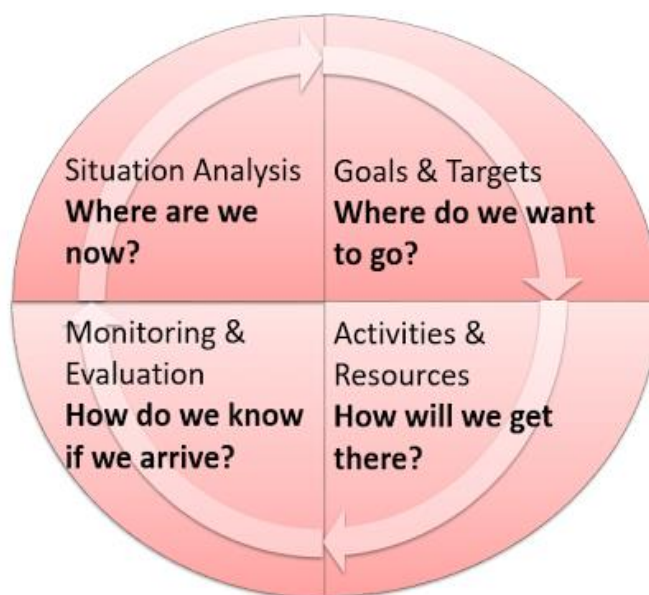 Situation Analysis
Where are we
now?
Goals & Targets
Where do we want
to go?
Monitoring &
Evaluation
How do we know
if we arrive?
Activities &
Resources
How will we get
there?